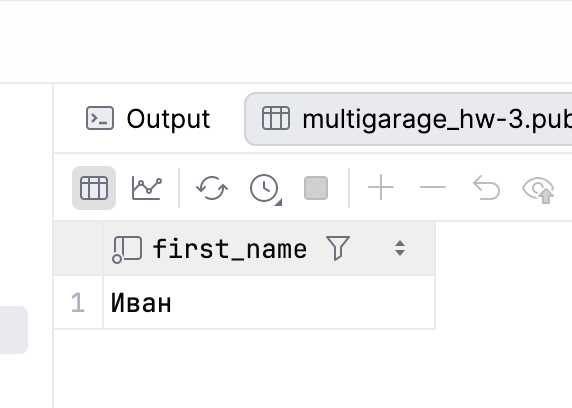 Output
multigarage_hw-3.pub
first_name
1 Иван